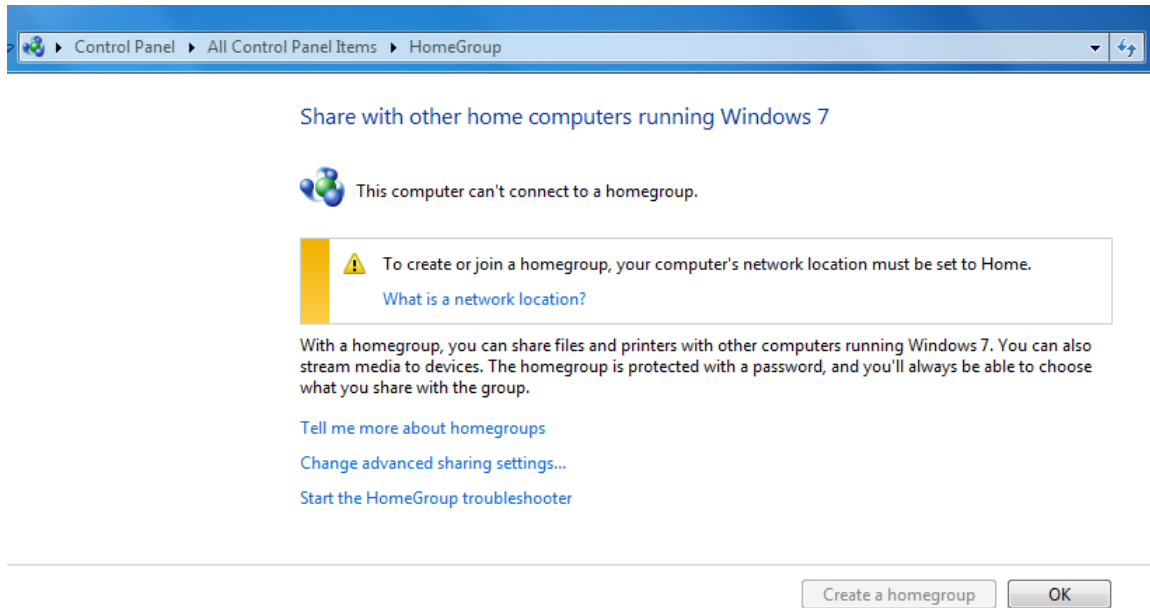 Control Panel All Control Panel Items HomeGroup
Share with other home computers running Windows 7
This computer can't connect to a homegroup.
To create or join a homegroup, your computer's network location must be set to Home.
What is a network location?
With a homegroup, you can share files and printers with other computers running Windows 7. You can also
stream media to devices. The homegroup is protected with a password, and you'll always be able to choose
what you share with the group.
Tell me more about homegroups
Change advanced sharing settings...
Start the HomeGroup troubleshooter
Create a homegroup OK